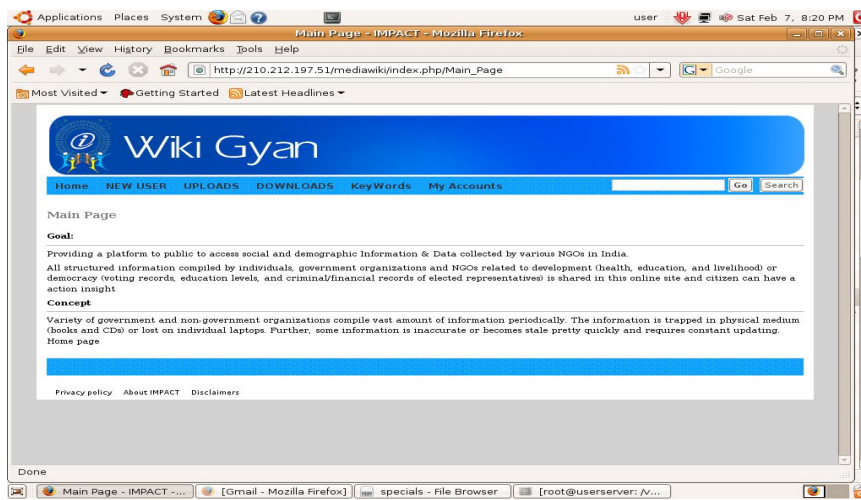 Applications Places System user Sat Feb 7, 8:20 PM
Main Page - IMPACT - Mozilla Firefox
File Edit View History Bookmarks Tools Help
http://210.212.197.51/mediawiki/index.php/Main_Page Google
Most Visited Getting Started Latest Headlines
Wiki Gyan
Home NEW USER UPLOADS DOWNLOADS KeyWords My Accounts Go Search
Main Page
Goal:
Providing a platform to public to access social and demographic Information & Data collected by various NGOs in India.
All structured information compiled by individuals, government organizations and NGOs related to development (health, education, and livelihood) or
democracy (voting records, education levels, and criminal/financial records of elected representatives) is shared in this online site and citizen can have a
action insight
Concept
Variety of government and non-government organizations compile vast amount of information periodically. The information is trapped in physical medium
(books and CDs) or lost on individual laptops. Further, some information is inaccurate or becomes stale pretty quickly and requires constant updating.
Home page
Privacy policy About IMPACT Disclaimers
Done
Main Page - IMPACT -... [Gmail - Mozilla Firefox] specials - File Browser [root@userserver: /v...